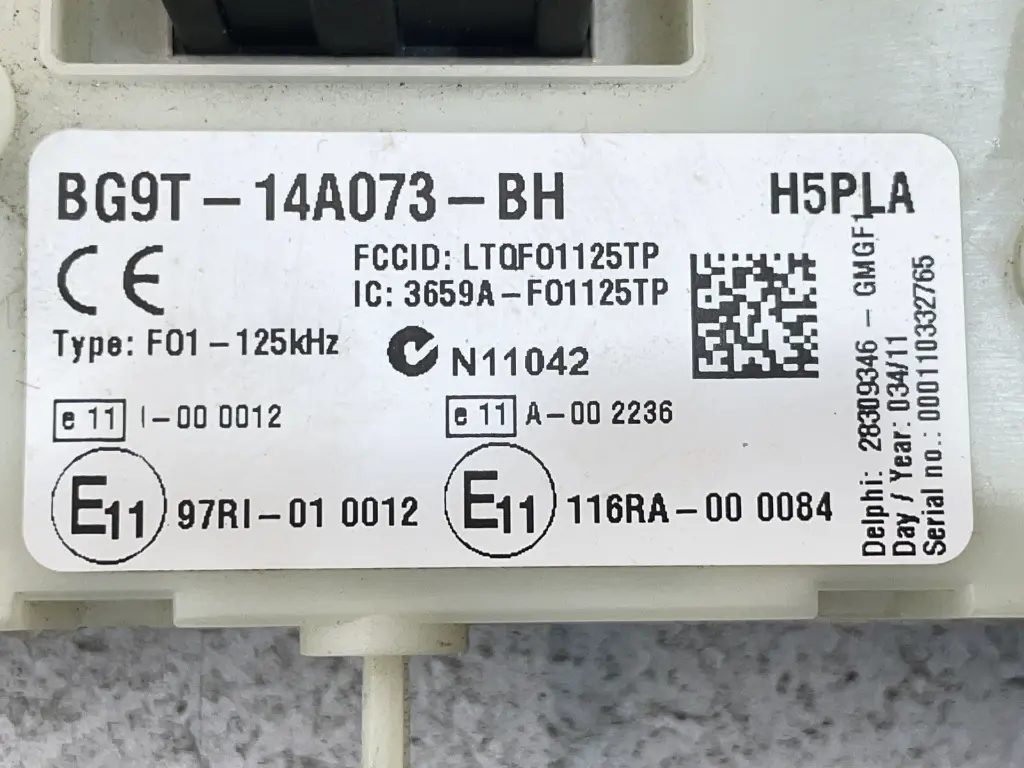 BG9T-14A073-BH
H5PLA
CE
FCCID: LTQFO1125TP
IC: 3659A-FO1125TP
Type: FO1-125kHz
N11042
e 11 I-00 0012
e 11 A-00 2236
E11 97RI-01 0012
E11 116RA-00 0084
Delphi: 28309346 - GMGF1
Day / Year: 034/11
Serial no.: 000110332765